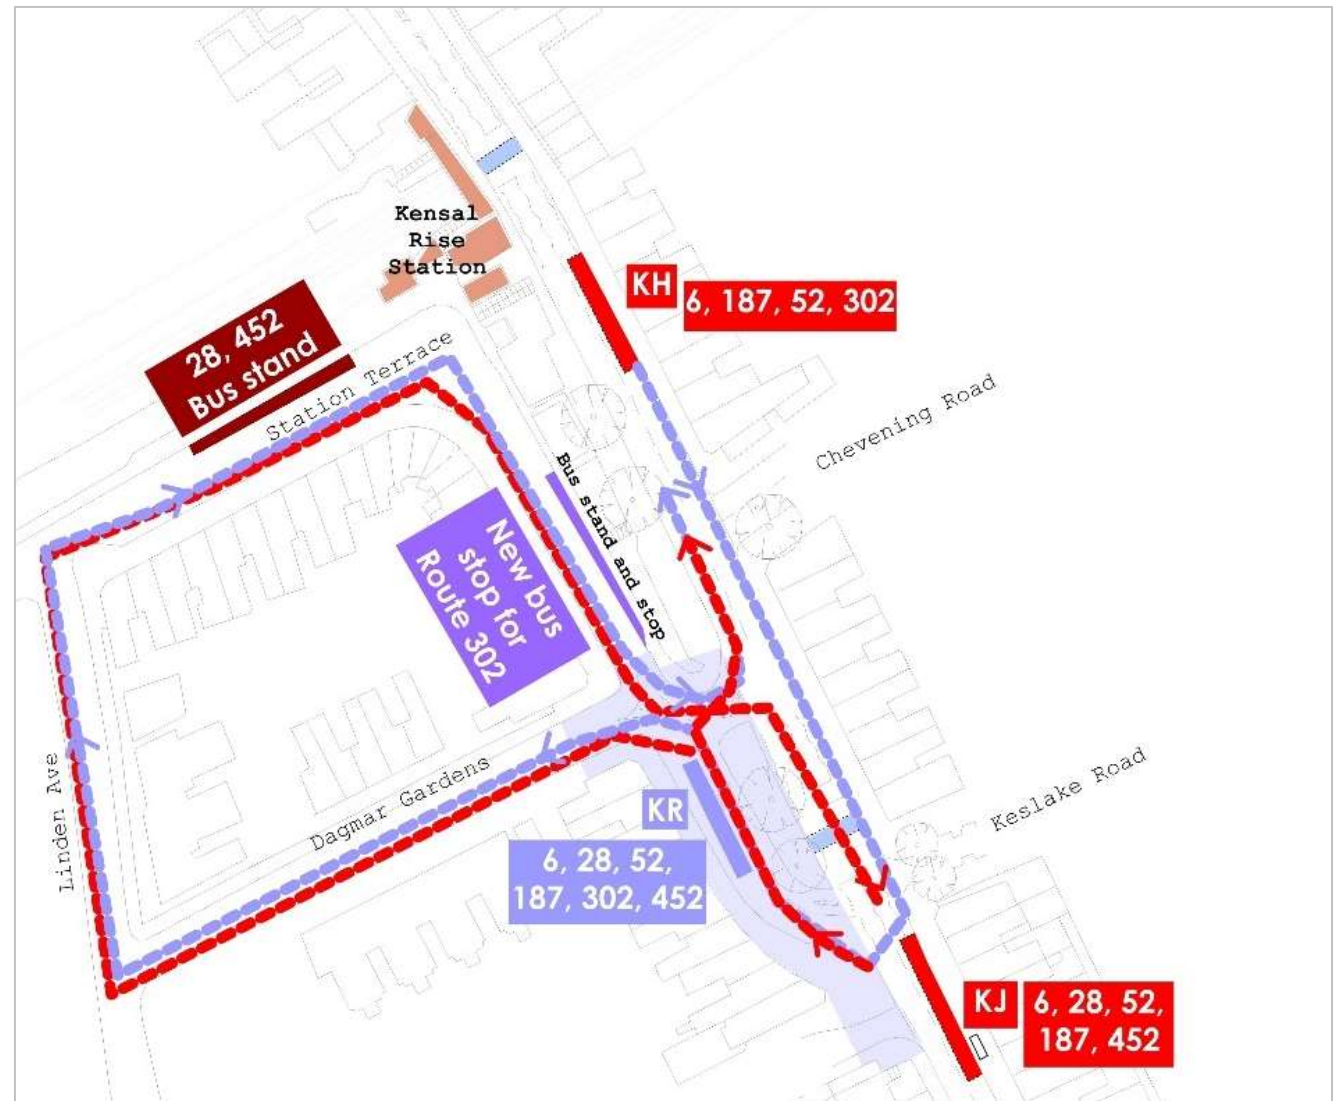 Kensal
Rise
Station
KH
6, 187, 52, 302
28, 452
Bus stand
Station Terrace
Chevening Road
Bus stand and stop
New bus
stop for
Route 302
Linden Ave
Dagmar Gardens
Keslake Road
KR
6, 28, 52,
187, 302, 452
KJ
6, 28, 52,
187, 452